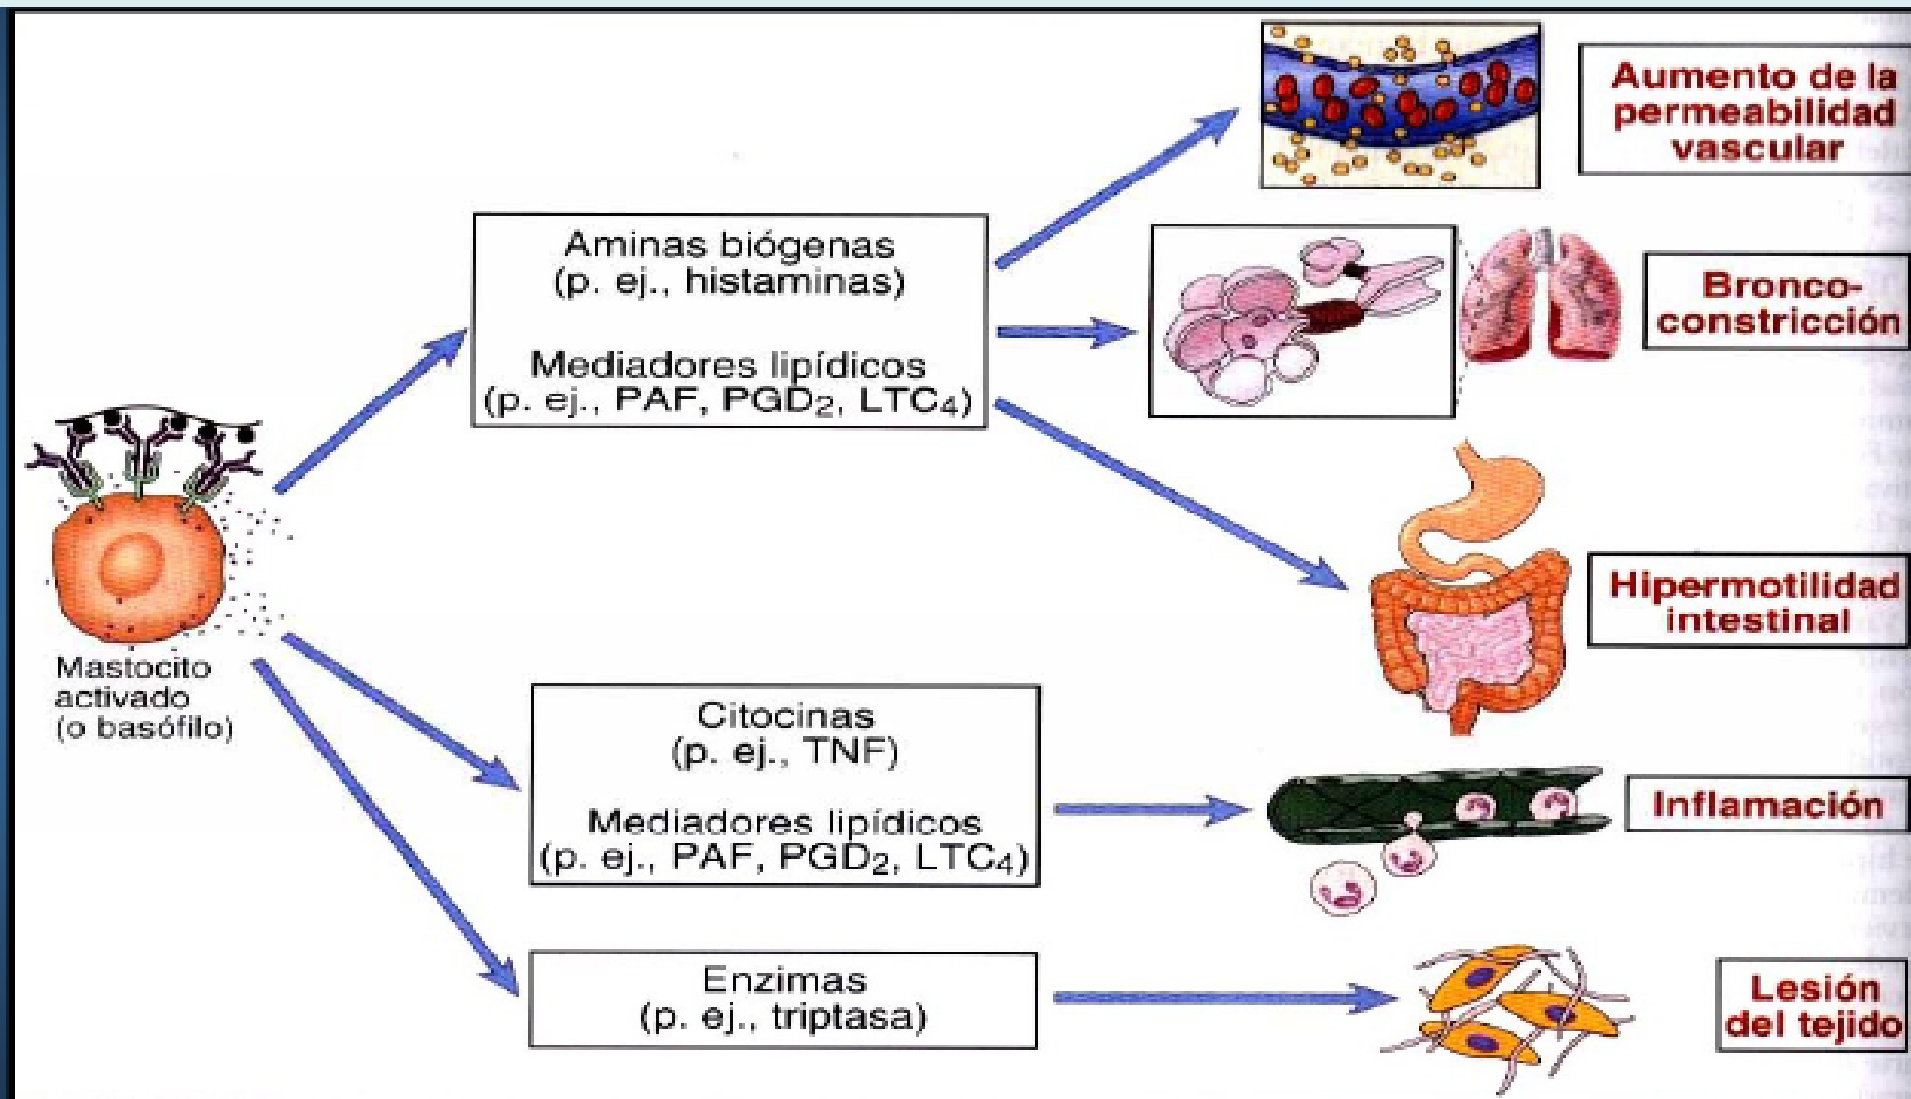 Aumento de la
permeabilidad
vascular
Aminas biógenas
(p. ej., histaminas)
Mediadores lipídicos
(p. ej., PAF, PGD₂, LTC₄)
Bronco-
constricción
Mastocito
activado
(o basófilo)
Hipermotilidad
intestinal
Citocinas
(p. ej., TNF)
Mediadores lipídicos
(p. ej., PAF, PGD₂, LTC₄)
Inflamación
Enzimas
(p. ej., triptasa)
Lesión
del tejido